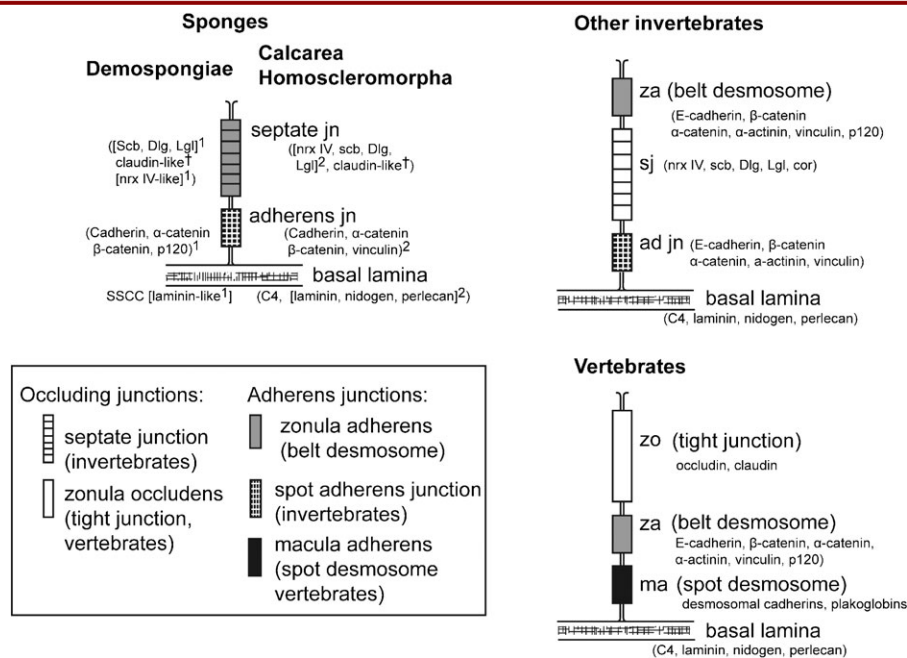 Sponges
Demospongiae
Calcarea
Homoscleromorpha
septate jn
([Scb, Dlg, Lgl]¹
claudin-like†
[nrx IV-like]¹)
([nrx IV, scb, Dlg,
Lgl]², claudin-like†)
adherens jn
(Cadherin, α-catenin
β-catenin, p120)¹
(Cadherin, α-catenin
β-catenin, vinculin)²
basal lamina
SSCC [laminin-like¹]
(C4, [laminin, nidogen, perlecan]²)
Other invertebrates
za (belt desmosome)
(E-cadherin, β-catenin
α-catenin, α-actinin, vinculin, p120)
sj (nrx IV, scb, Dlg, Lgl, cor)
ad jn (E-cadherin, β-catenin
α-catenin, a-actinin, vinculin)
basal lamina
(C4, laminin, nidogen, perlecan)
Occluding junctions:
septate junction
(invertebrates)
zonula occludens
(tight junction,
vertebrates)
Adherens junctions:
zonula adherens
(belt desmosome)
spot adherens junction
(invertebrates)
macula adherens
(spot desmosome
vertebrates)
Vertebrates
zo (tight junction)
occludin, claudin
za (belt desmosome)
E-cadherin, β-catenin, α-catenin,
α-actinin, vinculin, p120)
ma (spot desmosome)
desmosomal cadherins, plakoglobins
basal lamina
(C4, laminin, nidogen, perlecan)